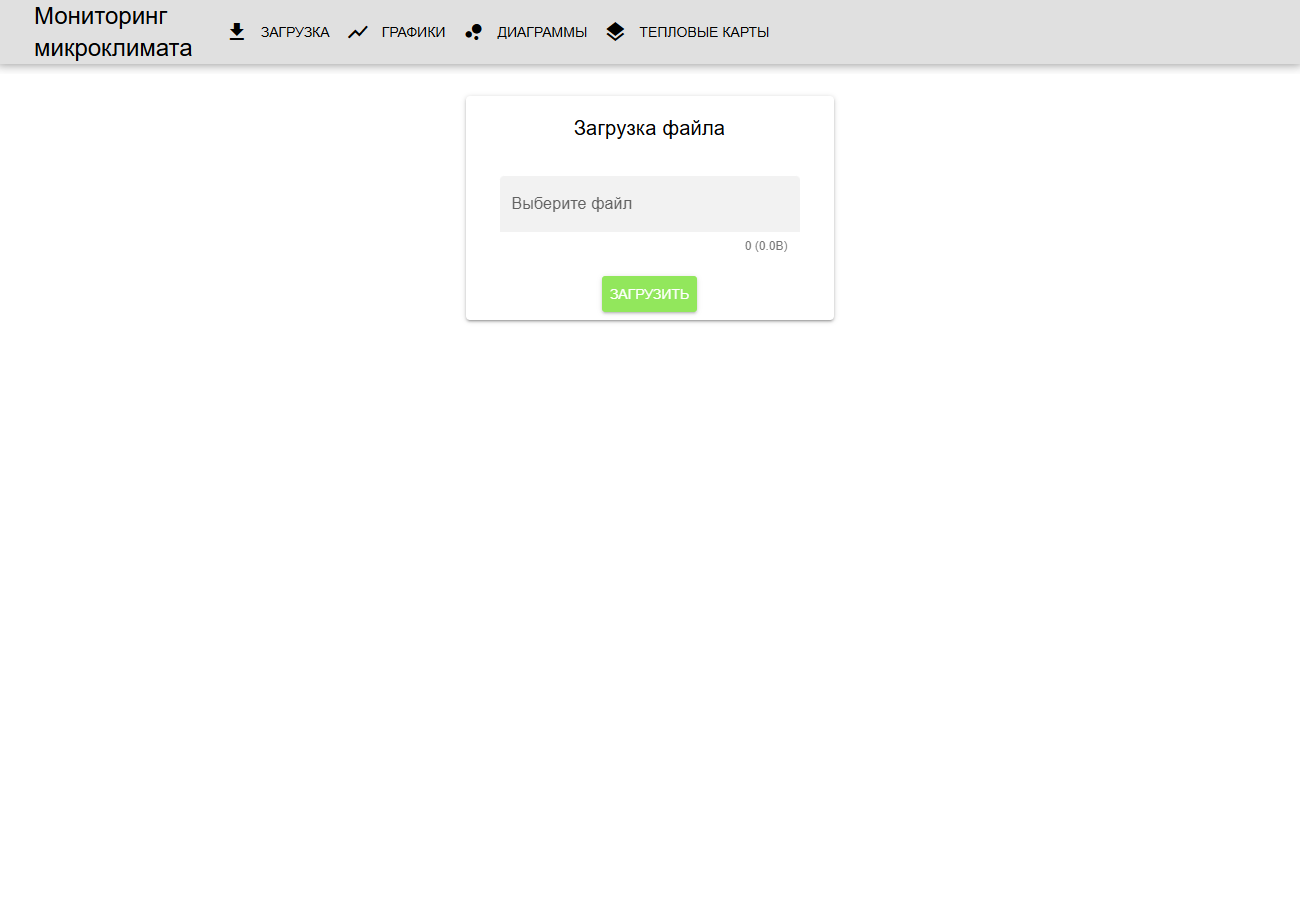 Мониторинг
микроклимата
ЗАГРУЗКА ГРАФИКИ ДИАГРАММЫ ТЕПЛОВЫЕ КАРТЫ
Загрузка файла
Выберите файл
0 (0.0B)
ЗАГРУЗИТЬ